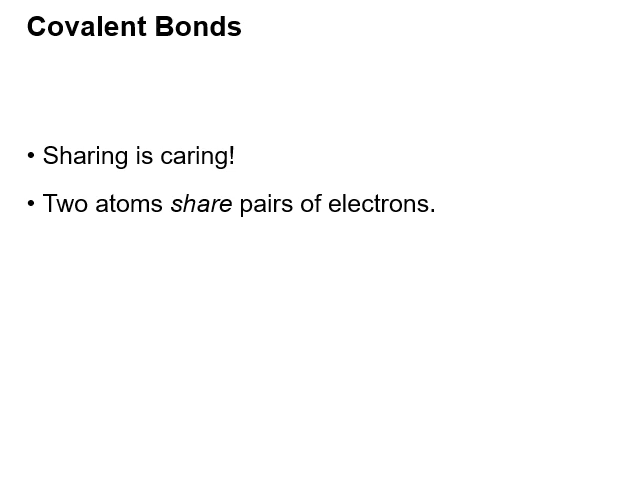 Covalent Bonds
• Sharing is caring!
• Two atoms share pairs of electrons.